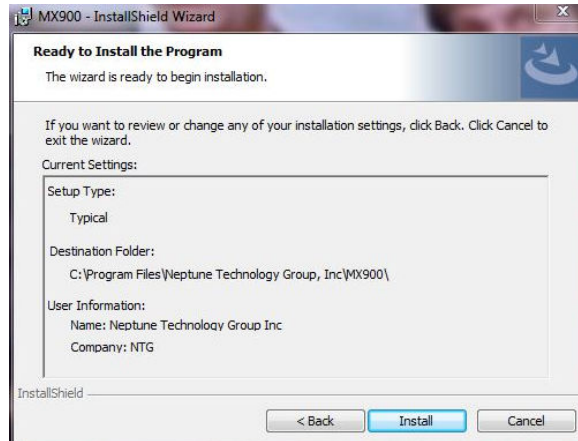 MX900 - InstallShield Wizard
X
Ready to Install the Program
The wizard is ready to begin installation.
If you want to review or change any of your installation settings, click Back. Click Cancel to
exit the wizard.
Current Settings:
Setup Type:
Typical
Destination Folder:
C:\Program Files\Neptune Technology Group, Inc\MX900\
User Information:
Name: Neptune Technology Group Inc
Company: NTG
InstallShield
< Back Install Cancel